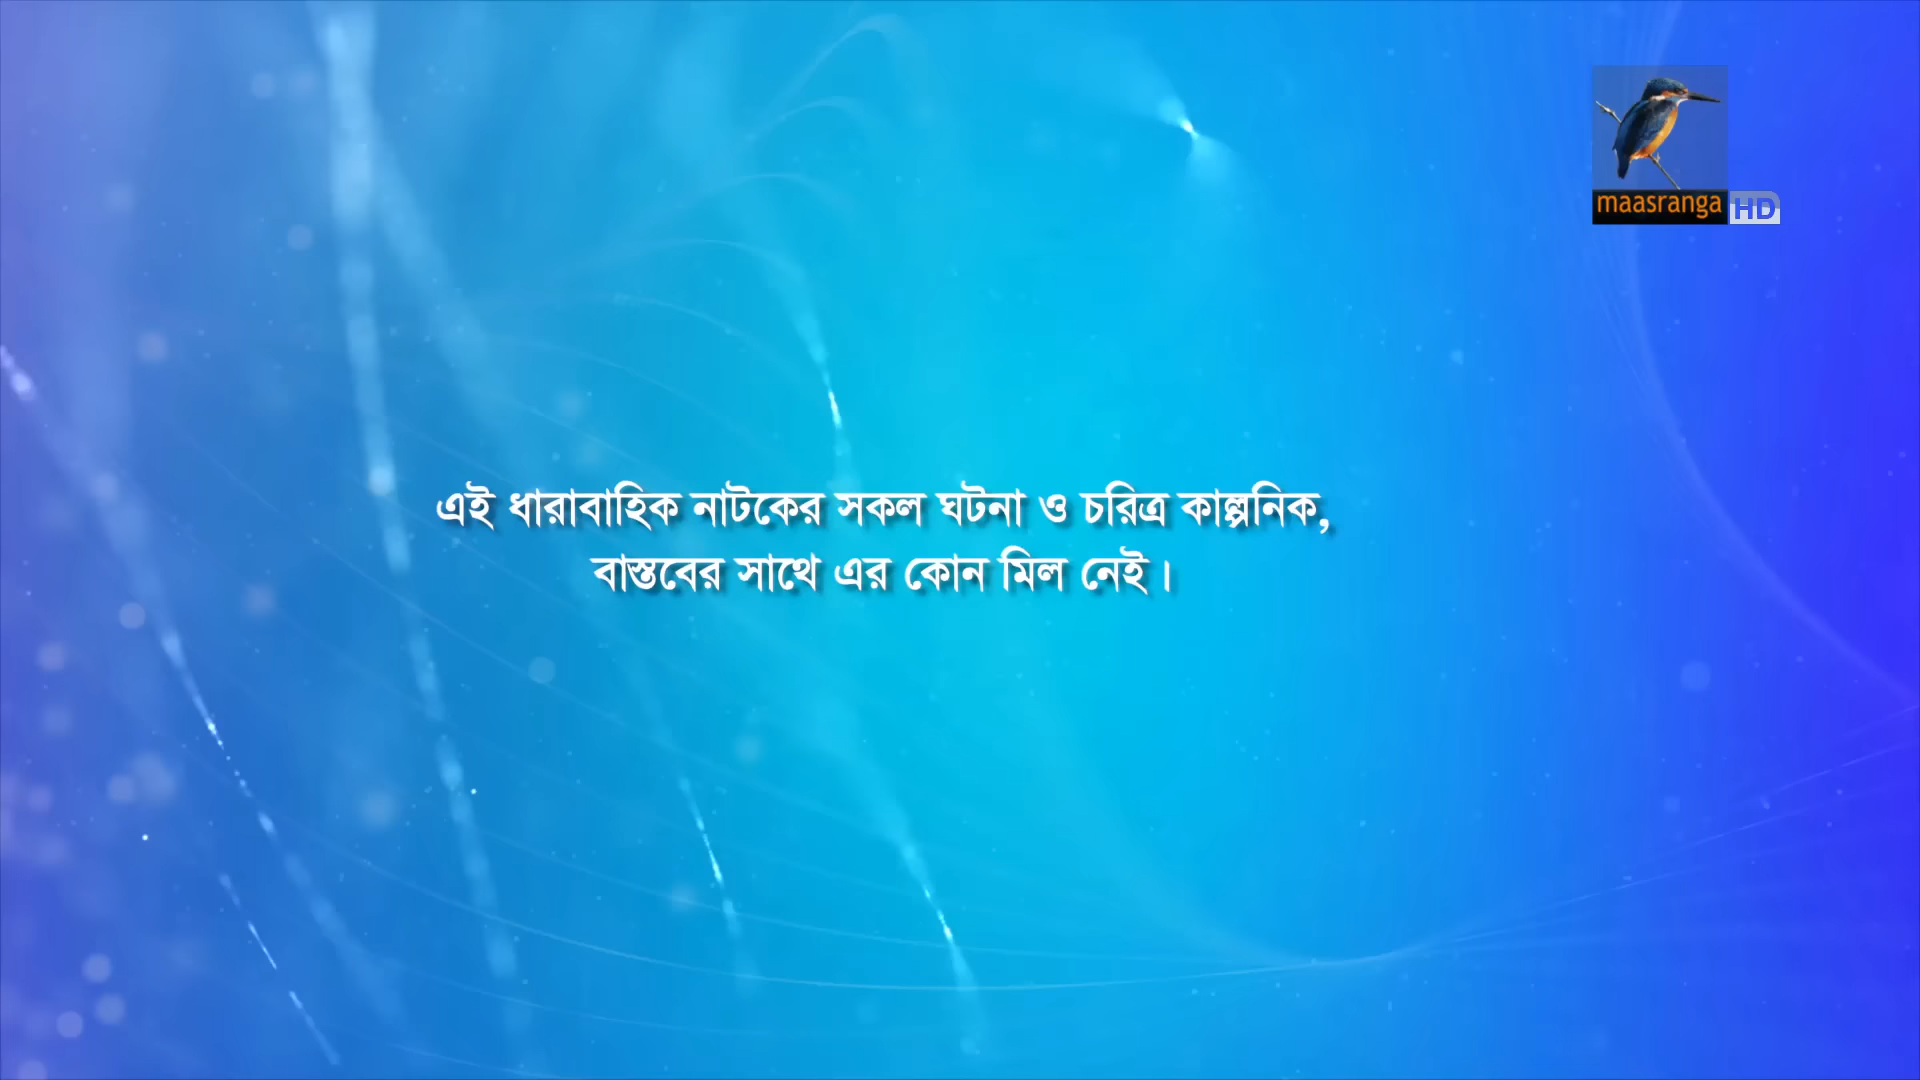 maasranga HD
এই ধারাবাহিক নাটকের সকল ঘটনা ও চরিত্র কাল্পনিক,
বাস্তবের সাথে এর কোন মিল নেই।